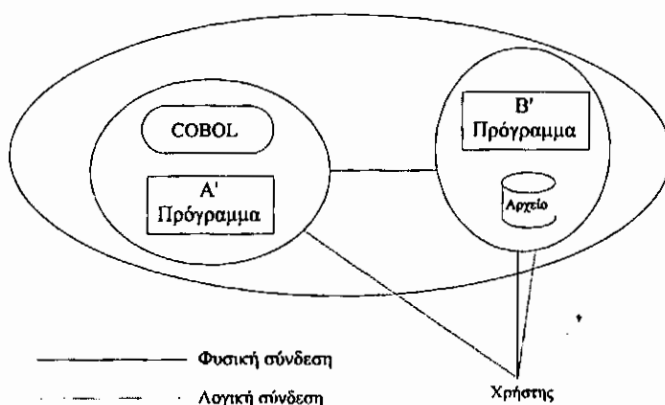 COBOL
Α'
Πρόγραμμα
Β'
Πρόγραμμα
Αρχείο
Φυσική σύνδεση
Λογική σύνδεση
Χρήστης